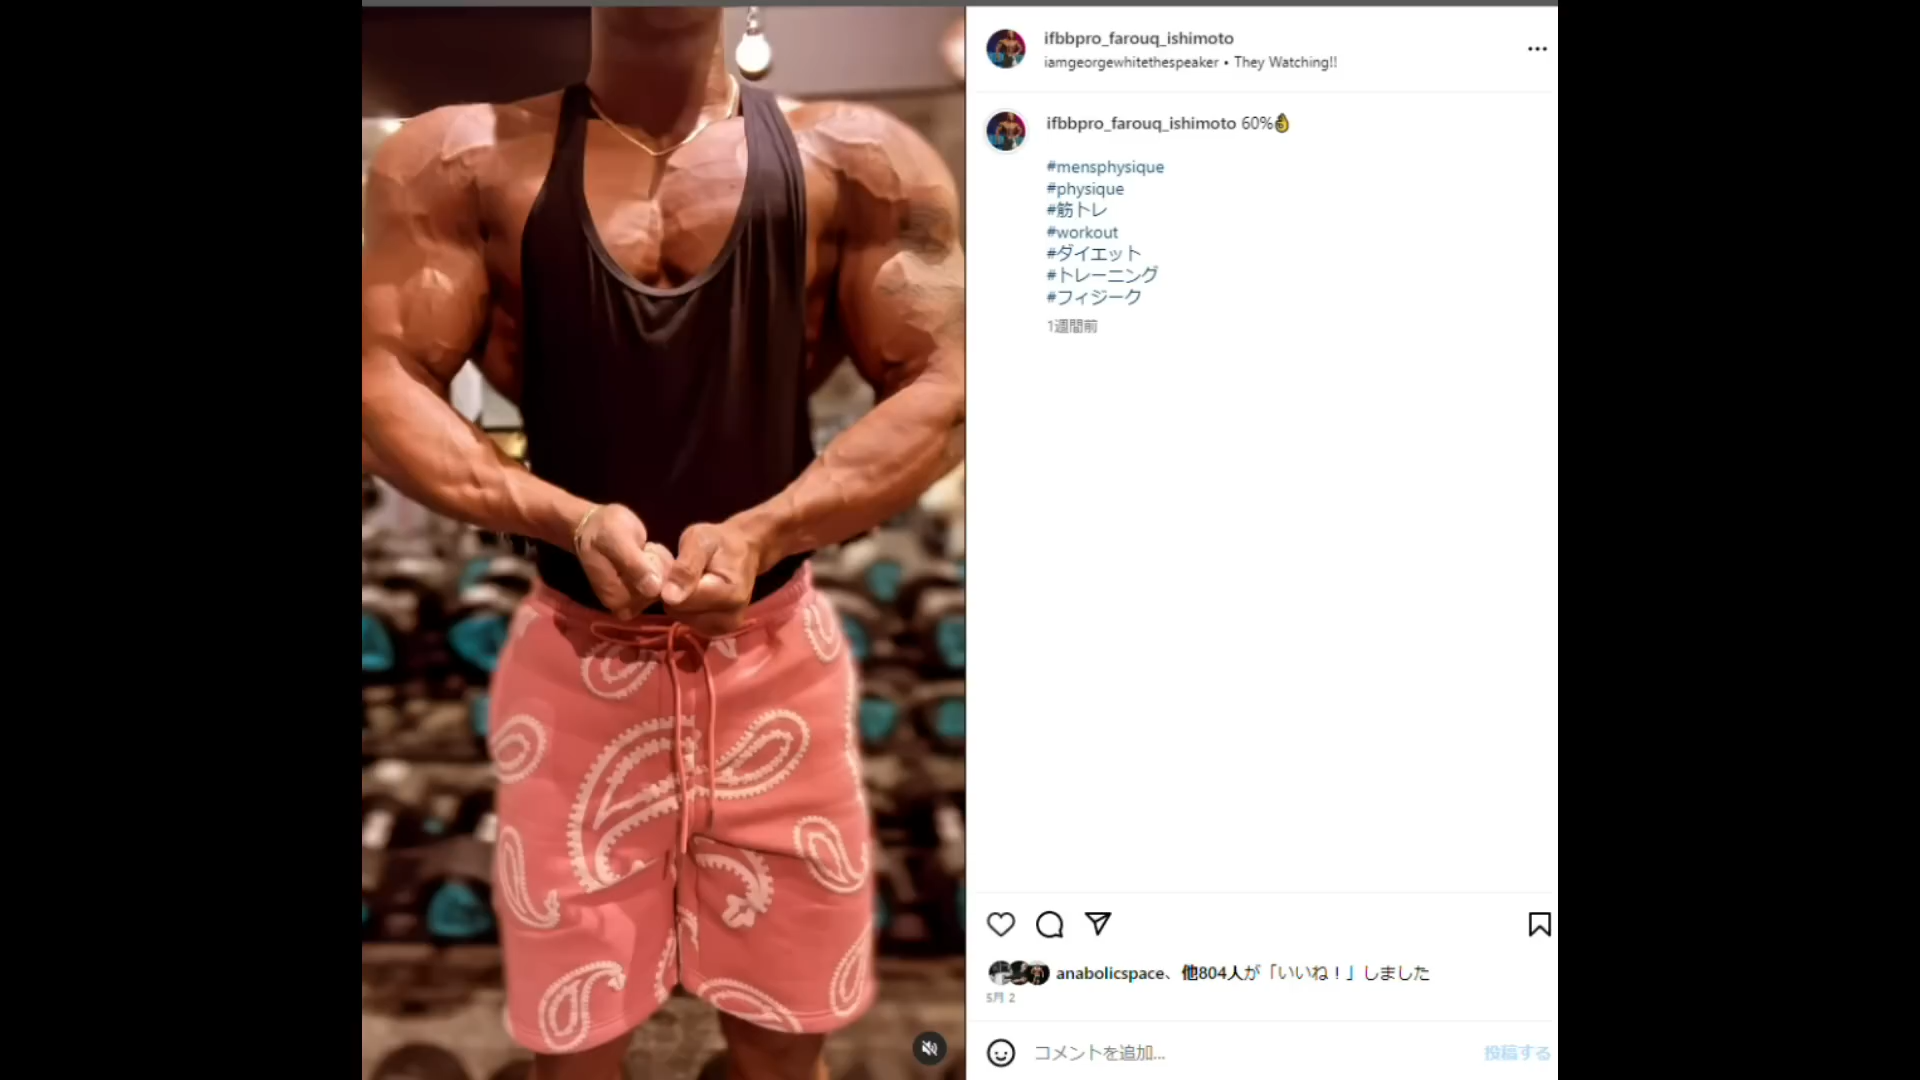 ifbbpro_farouq_ishimoto
iamgeorgewhitethespeaker • They Watching!!
ifbbpro_farouq_ishimoto 60%👌
#mensphysique
#physique
#筋トレ
#workout
#ダイエット
#トレーニング
#フィジーク
1週間前
anabolicspace、他804人が「いいね！」しました
5月 2
コメントを追加...
投稿する